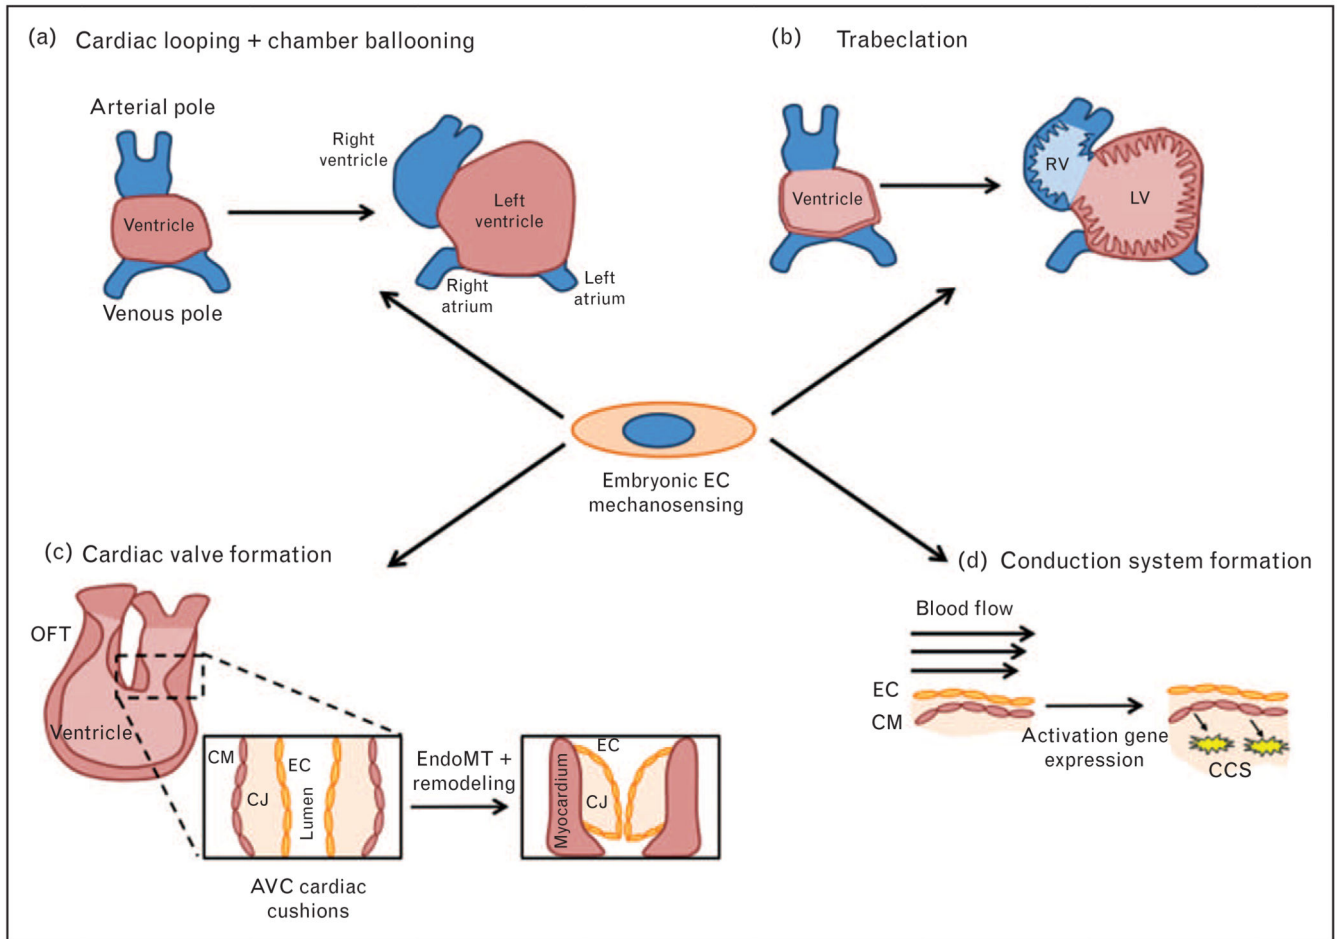 (a) Cardiac looping + chamber ballooning
Arterial pole
Ventricle
Venous pole
Right
ventricle
Left
ventricle
Right
atrium
Left
atrium
(b) Trabeclation
Ventricle
RV
LV
Embryonic EC
mechanosensing
(c) Cardiac valve formation
OFT
Ventricle
CM
EC
CJ
Lumen
AVC cardiac
cushions
EndoMT +
remodeling
Myocardium
EC
CJ
(d) Conduction system formation
Blood flow
EC
CM
Activation gene
expression
CCS